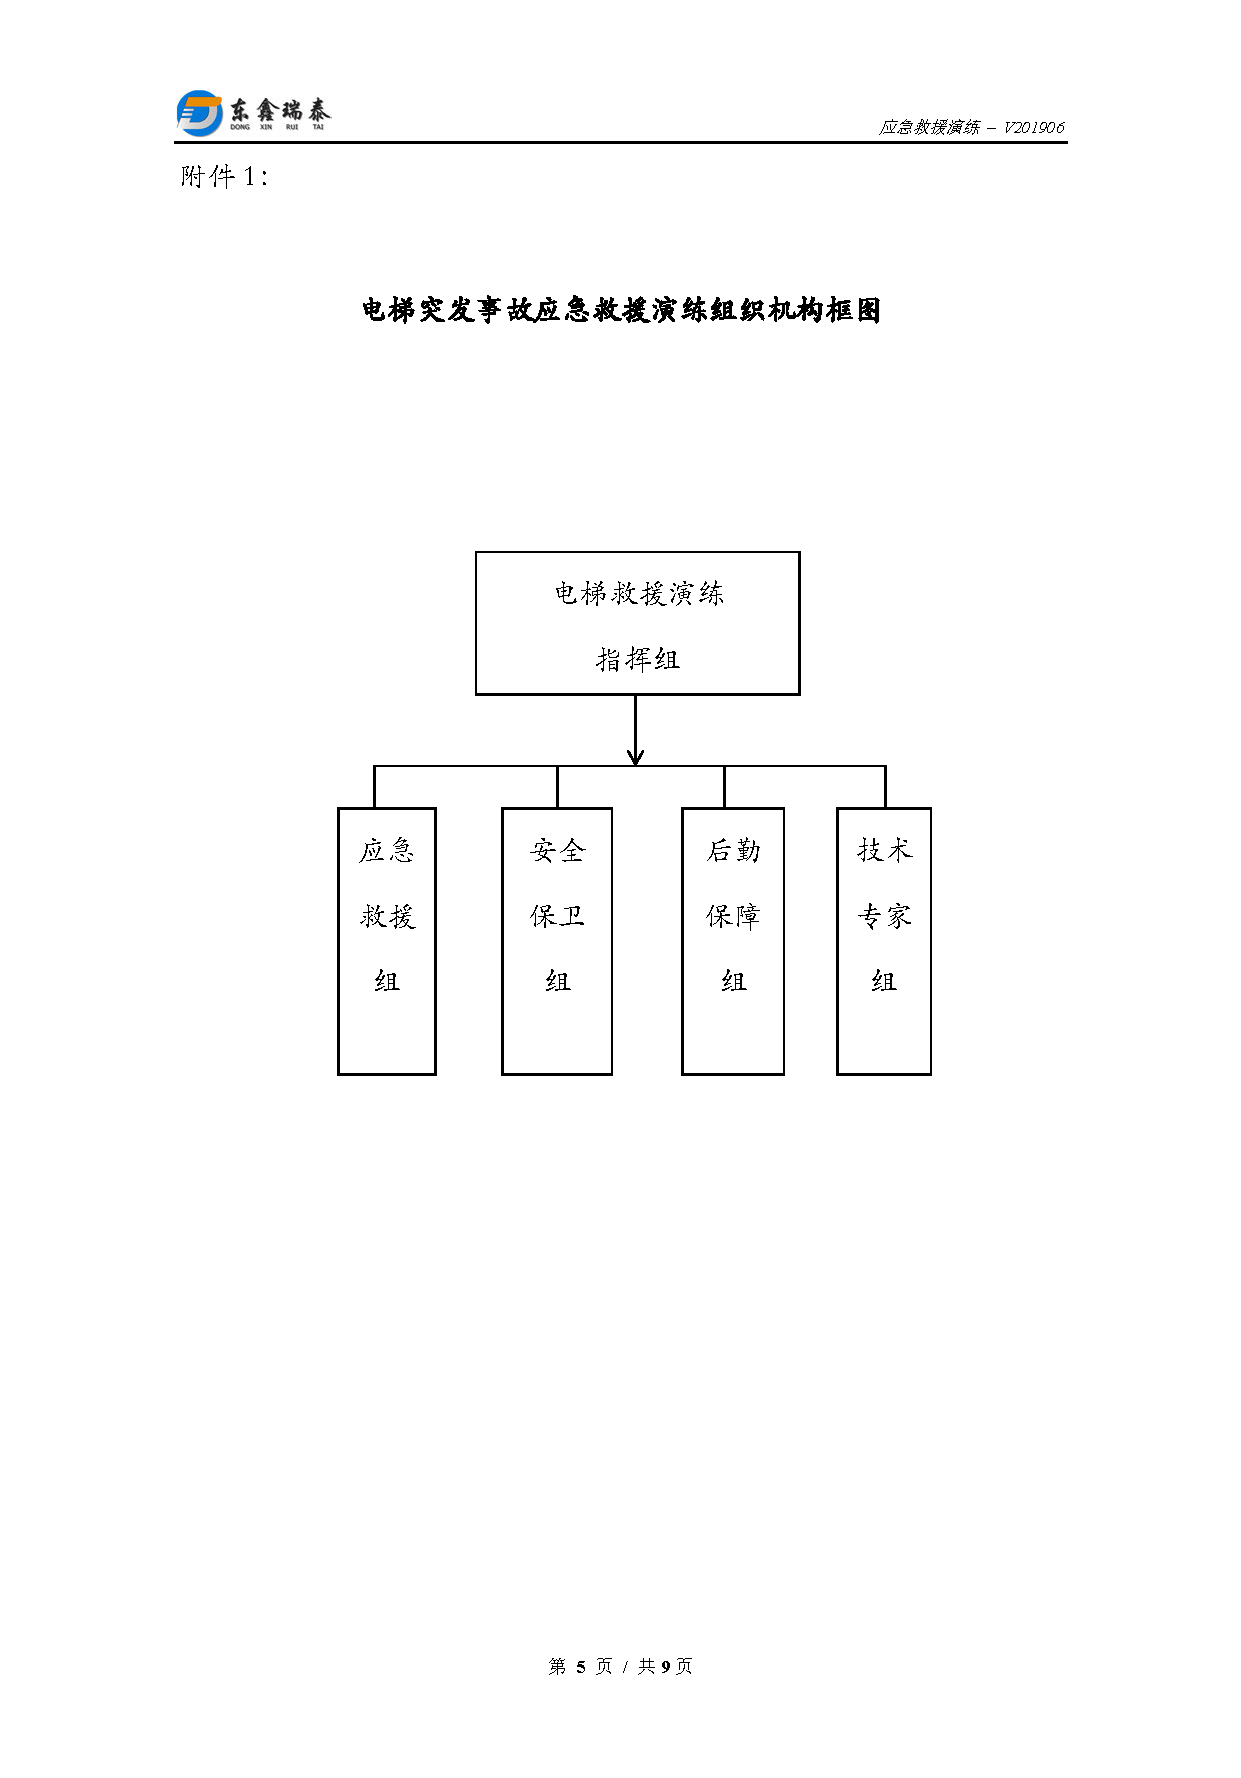 东鑫瑞泰
DONG XIN RUI TAI
应急救援演练 – V201906
附件1：
电梯突发事故应急救援演练组织机构框图
电梯救援演练
指挥组
应急
救援
组
安全
保卫
组
后勤
保障
组
技术
专家
组
第 5 页 / 共9页